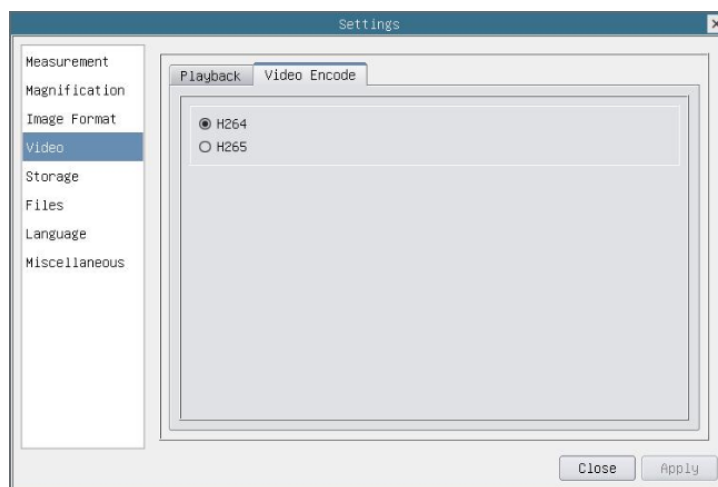 Settings
Measurement
Magnification
Image Format
Video
Storage
Files
Language
Miscellaneous
Playback
Video Encode
H264
H265
Close
Apply